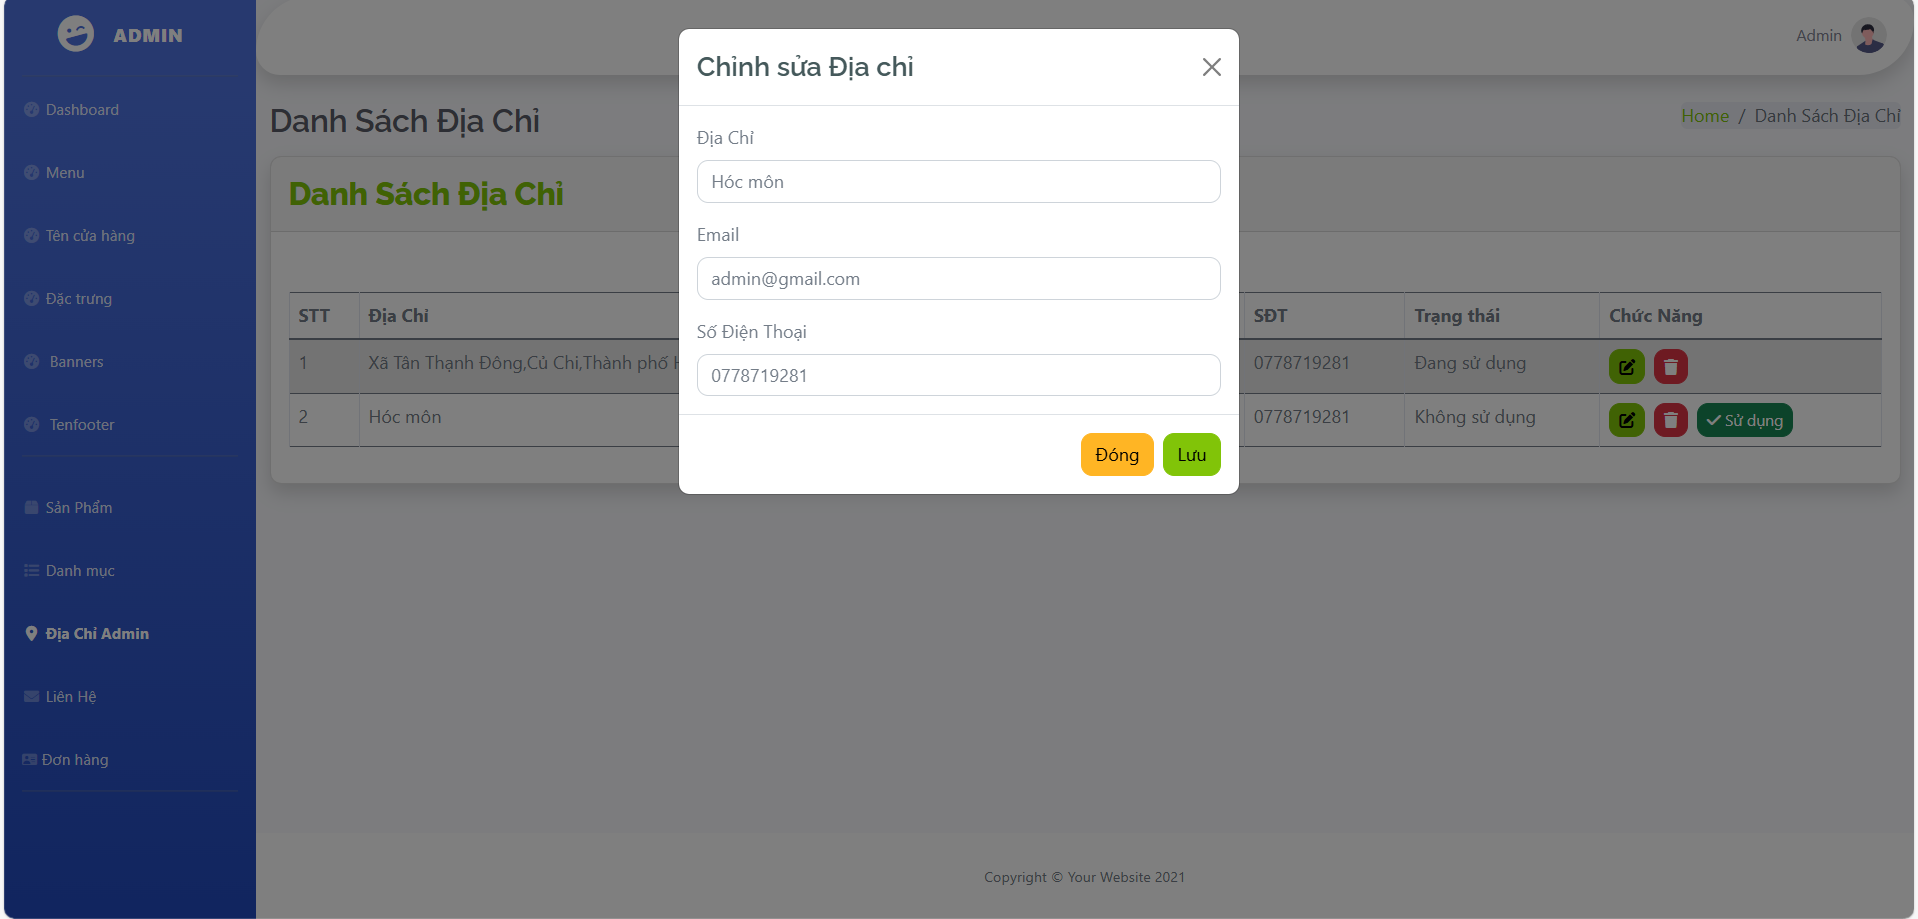 ADMIN
Dashboard
Menu
Tên cửa hàng
Đặc trưng
Banners
Tenfooter
Sản Phẩm
Danh mục
Địa Chỉ Admin
Liên Hệ
Đơn hàng
Admin
Danh Sách Địa Chỉ
Home / Danh Sách Địa Chỉ
Danh Sách Địa Chỉ
STT Địa Chỉ SĐT Trạng thái Chức Năng
1 Xã Tân Thạnh Đông,Củ Chi,Thành phố 0778719281 Đang sử dụng
2 Hóc môn 0778719281 Không sử dụng Sử dụng
Chỉnh sửa Địa chỉ
Địa Chỉ
Hóc môn
Email
admin@gmail.com
Số Điện Thoại
0778719281
Đóng Lưu
Copyright © Your Website 2021